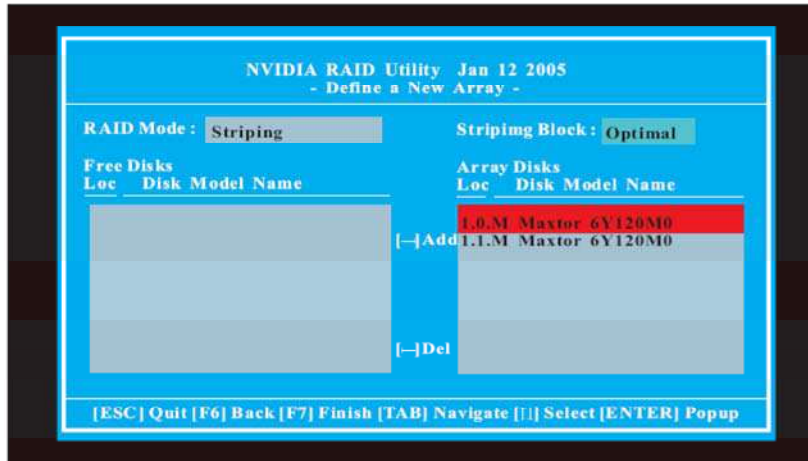 NVIDIA RAID Utility Jan 12 2005
- Define a New Array -
RAID Mode : Striping
Stripimg Block : Optimal
Free Disks
Loc Disk Model Name
Array Disks
Loc Disk Model Name
[—]Add
1.0.M Maxtor 6Y120M0
1.1.M Maxtor 6Y120M0
[—]Del
[ESC] Quit [F6] Back [F7] Finish [TAB] Navigate [] Select [ENTER] Popup